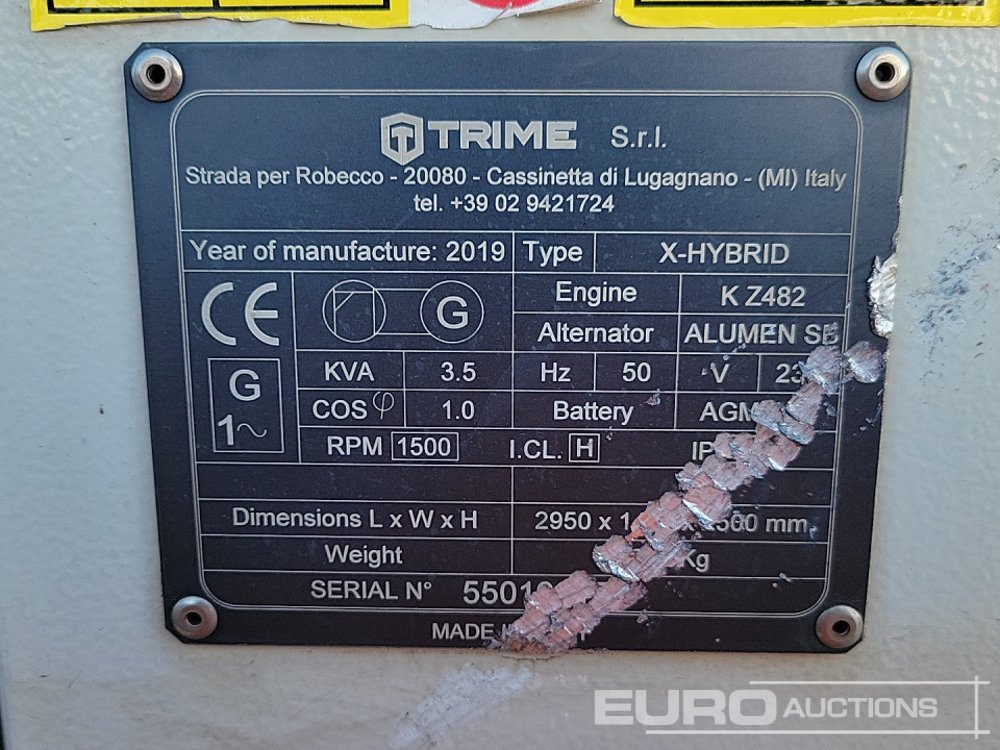 TRIME S.r.l.
Strada per Robecco - 20080 - Cassinetta di Lugagnano - (MI) Italy
tel. +39 02 9421724
Year of manufacture: 2019 Type X-HYBRID
CE G Engine K Z482
Alternator ALUMEN SB
G 1~ KVA 3.5 Hz 50 V
COS φ 1.0 Battery AGM
RPM 1500 I.CL. H
Dimensions L x W x H 2950 x mm
Weight Kg
SERIAL N°
MADE
EURO AUCTIONS